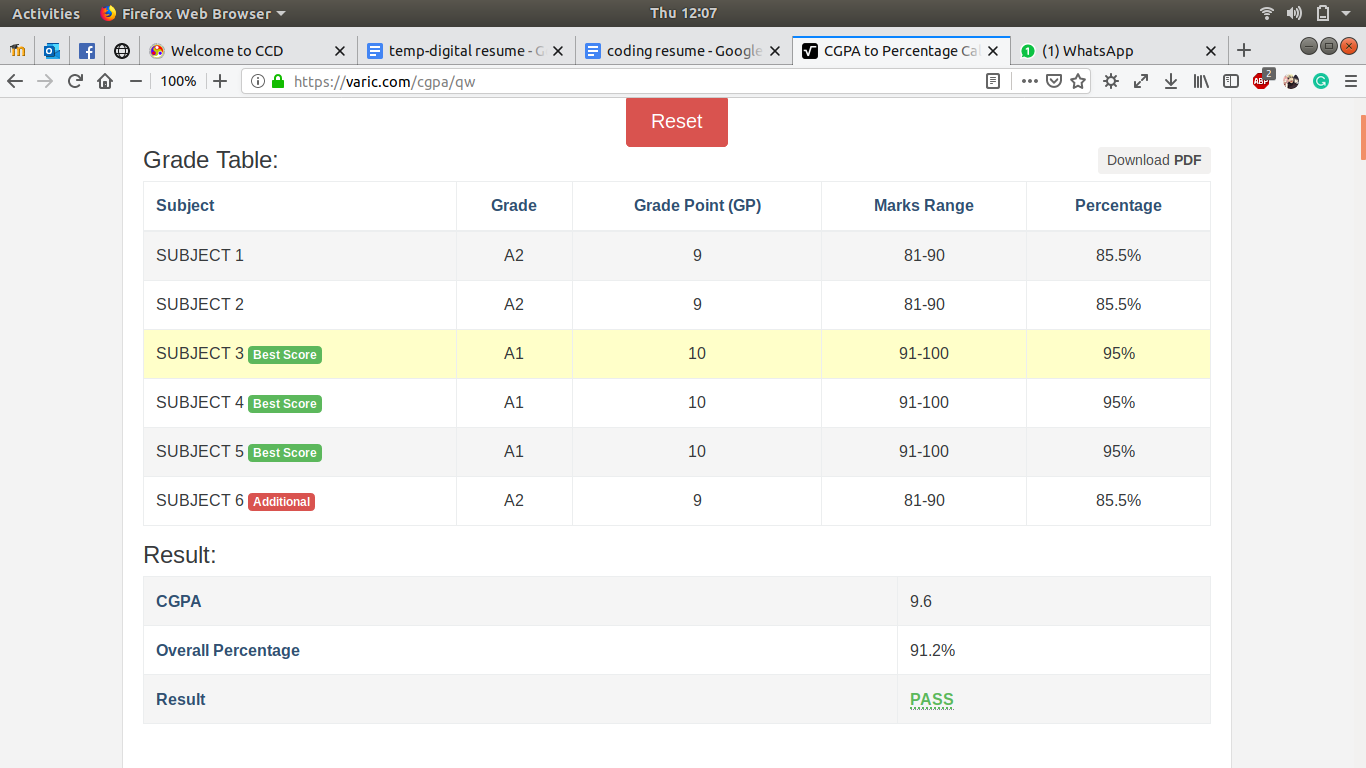 Activities Firefox Web Browser Thu 12:07
Welcome to CCD temp-digital resume - G coding resume - Google CGPA to Percentage Cal 1 (1) WhatsApp
100% https://varic.com/cgpa/qw ABP 2
Reset
Grade Table: Download PDF
Subject Grade Grade Point (GP) Marks Range Percentage
SUBJECT 1 A2 9 81-90 85.5%
SUBJECT 2 A2 9 81-90 85.5%
SUBJECT 3 Best Score A1 10 91-100 95%
SUBJECT 4 Best Score A1 10 91-100 95%
SUBJECT 5 Best Score A1 10 91-100 95%
SUBJECT 6 Additional A2 9 81-90 85.5%
Result:
CGPA 9.6
Overall Percentage 91.2%
Result PASS